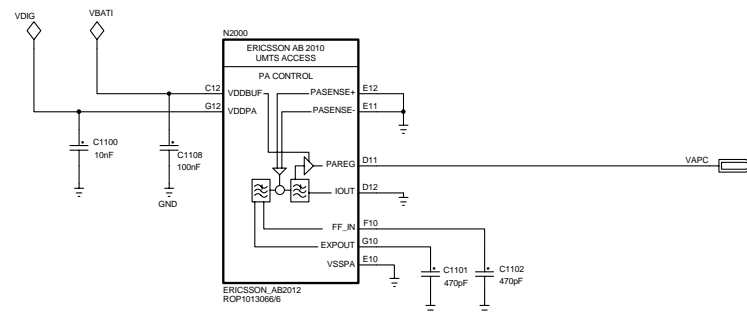 VDIG
VBATI
N2000
ERICSSON AB 2010
UMTS ACCESS
PA CONTROL
C12
VDDBUF
PASENSE+
E12
G12
VDDPA
PASENSE-
E11
C1100
10nF
C1108
100nF
GND
PAREG
D11
VAPC
IOUT
D12
FF_IN
F10
EXPOUT
G10
VSSPA
E10
C1101
470pF
C1102
470pF
ERICSSON_AB2012
ROP1013066/6